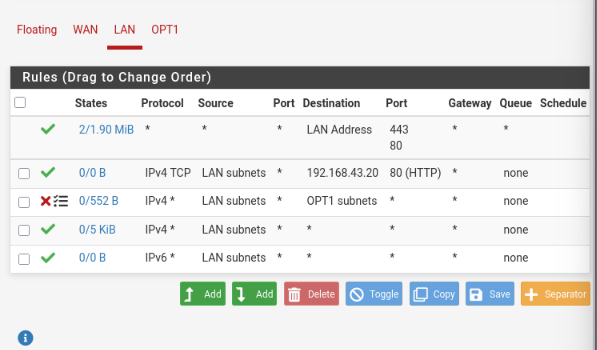 Floating WAN LAN OPT1
Rules (Drag to Change Order)
States Protocol Source Port Destination Port Gateway Queue Schedule
2/1.90 MiB * * * LAN Address 443 * *
80
0/0 B IPv4 TCP LAN subnets * 192.168.43.20 80 (HTTP) * none
0/552 B IPv4 * LAN subnets * OPT1 subnets * * none
0/5 KiB IPv4 * LAN subnets * * * * none
0/0 B IPv6 * LAN subnets * * * * none
Add Add Delete Toggle Copy Save Separator